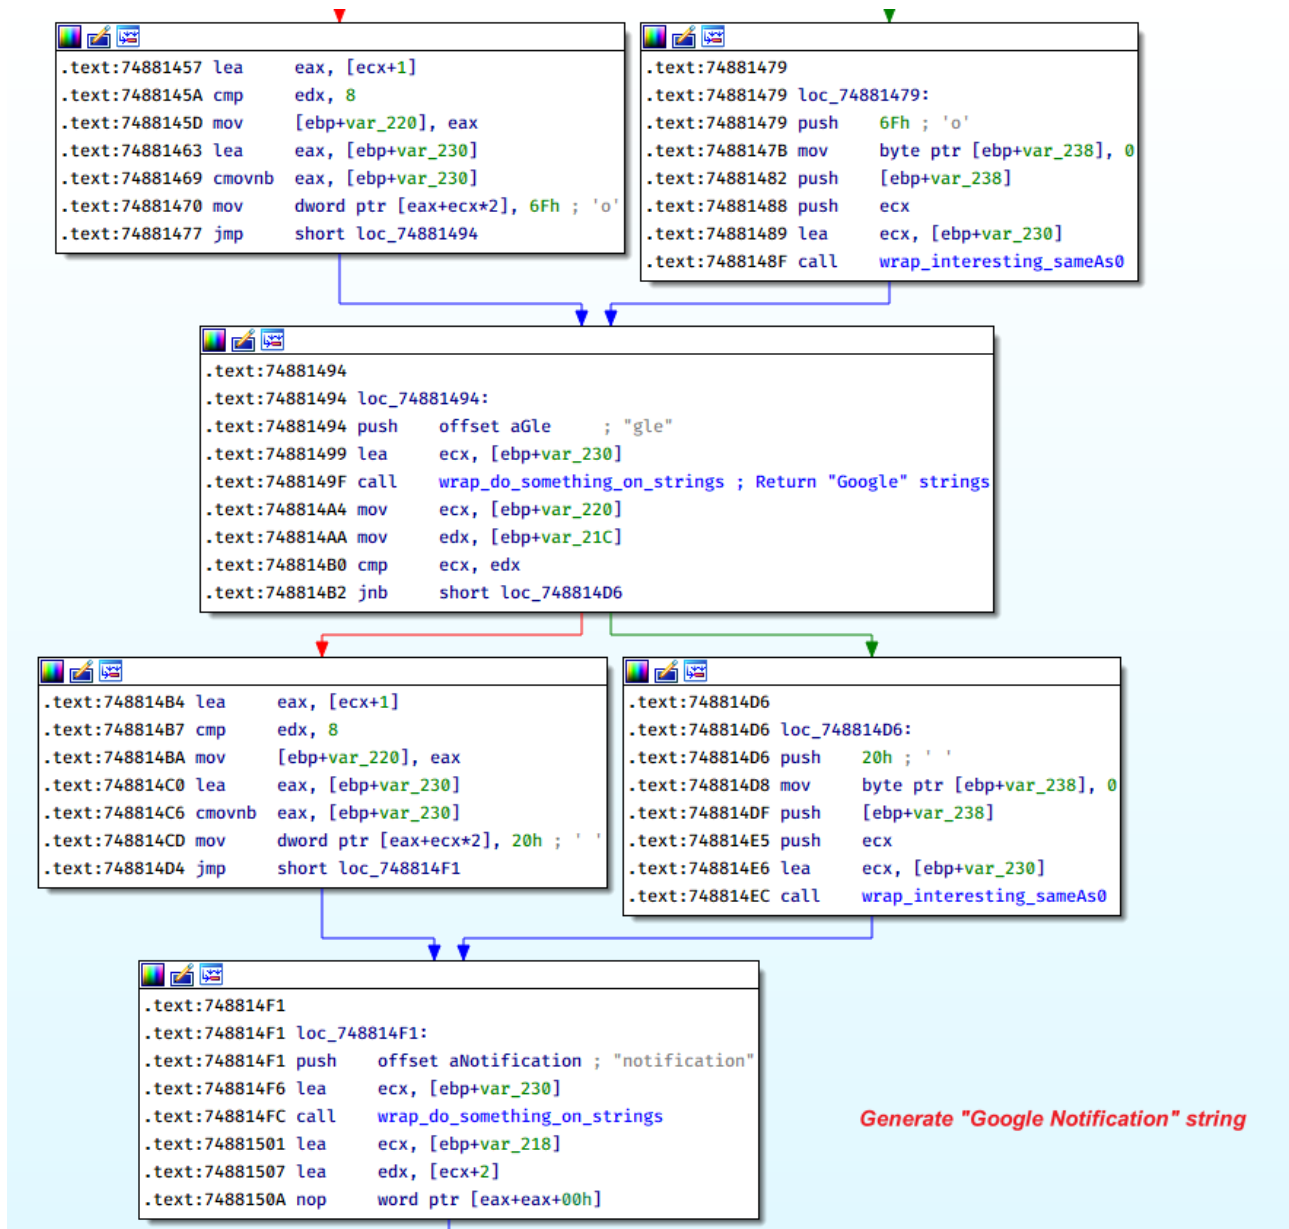 .text:74881457 lea eax, [ecx+1]
.text:7488145A cmp edx, 8
.text:7488145D mov [ebp+var_220], eax
.text:74881463 lea eax, [ebp+var_230]
.text:74881469 cmovnb eax, [ebp+var_230]
.text:74881470 mov dword ptr [eax+ecx*2], 6Fh ; 'o'
.text:74881477 jmp short loc_74881494
.text:74881479
.text:74881479 loc_74881479:
.text:74881479 push 6Fh ; 'o'
.text:7488147B mov byte ptr [ebp+var_238], 0
.text:74881482 push [ebp+var_238]
.text:74881488 push ecx
.text:74881489 lea ecx, [ebp+var_230]
.text:7488148F call wrap_interesting_sameAs0
.text:74881494
.text:74881494 loc_74881494:
.text:74881494 push offset aGle ; "gle"
.text:74881499 lea ecx, [ebp+var_230]
.text:7488149F call wrap_do_something_on_strings ; Return "Google" strings
.text:748814A4 mov ecx, [ebp+var_220]
.text:748814AA mov edx, [ebp+var_21C]
.text:748814B0 cmp ecx, edx
.text:748814B2 jnb short loc_748814D6
.text:748814B4 lea eax, [ecx+1]
.text:748814B7 cmp edx, 8
.text:748814BA mov [ebp+var_220], eax
.text:748814C0 lea eax, [ebp+var_230]
.text:748814C6 cmovnb eax, [ebp+var_230]
.text:748814CD mov dword ptr [eax+ecx*2], 20h ; ' '
.text:748814D4 jmp short loc_748814F1
.text:748814D6
.text:748814D6 loc_748814D6:
.text:748814D6 push 20h ; ' '
.text:748814D8 mov byte ptr [ebp+var_238], 0
.text:748814DF push [ebp+var_238]
.text:748814E5 push ecx
.text:748814E6 lea ecx, [ebp+var_230]
.text:748814EC call wrap_interesting_sameAs0
.text:748814F1
.text:748814F1 loc_748814F1:
.text:748814F1 push offset aNotification ; "notification"
.text:748814F6 lea ecx, [ebp+var_230]
.text:748814FC call wrap_do_something_on_strings
.text:74881501 lea ecx, [ebp+var_218]
.text:74881507 lea edx, [ecx+2]
.text:7488150A nop word ptr [eax+eax+00h]
Generate "Google Notification" string